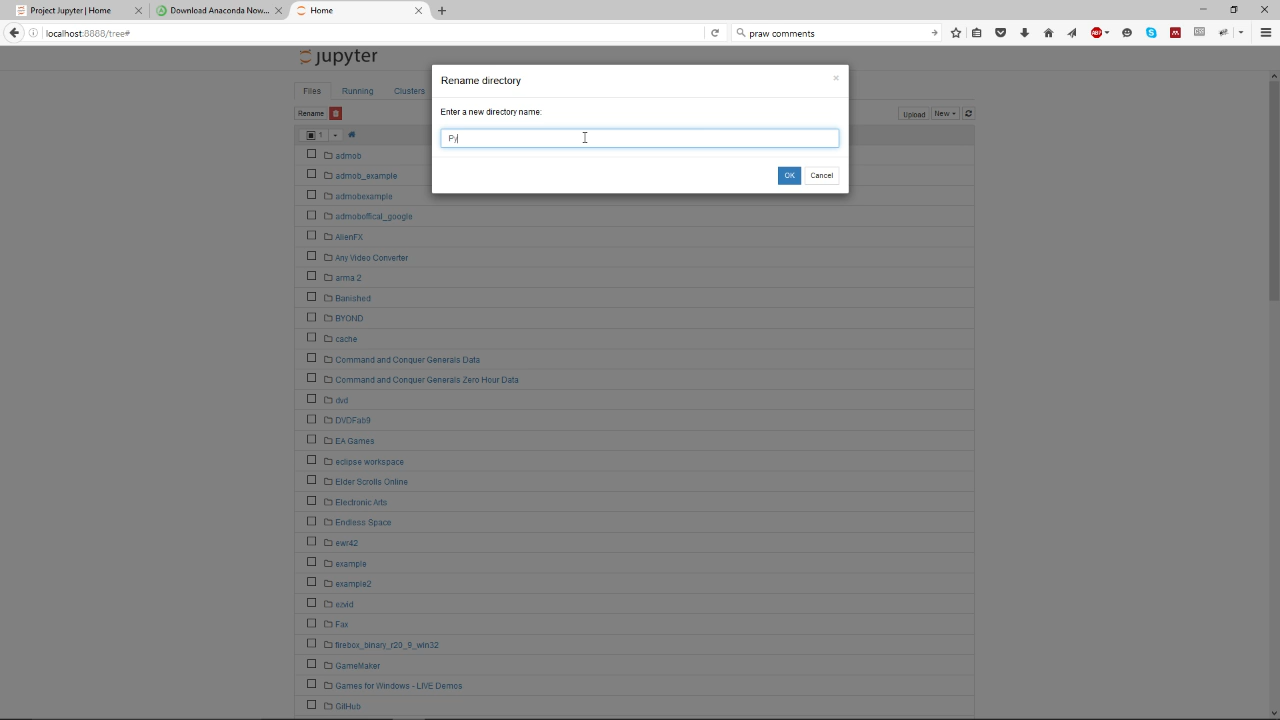 Project Jupyter | Home
Download Anaconda Now...
Home
localhost:8888/tree#
praw comments
ABP
jupyter
Files
Running
Clusters
Rename
Upload
New
1
Rename directory
×
Enter a new directory name:
Py
OK
Cancel
admob
admob_example
admobexample
admoboffical_google
AlienFX
Any Video Converter
arma 2
Banished
BYOND
cache
Command and Conquer Generals Data
Command and Conquer Generals Zero Hour Data
dvd
DVDFab9
EA Games
eclipse workspace
Elder Scrolls Online
Electronic Arts
Endless Space
ewr42
example
example2
ezvid
Fax
firebox_binary_r20_9_win32
GameMaker
Games for Windows - LIVE Demos
GitHub